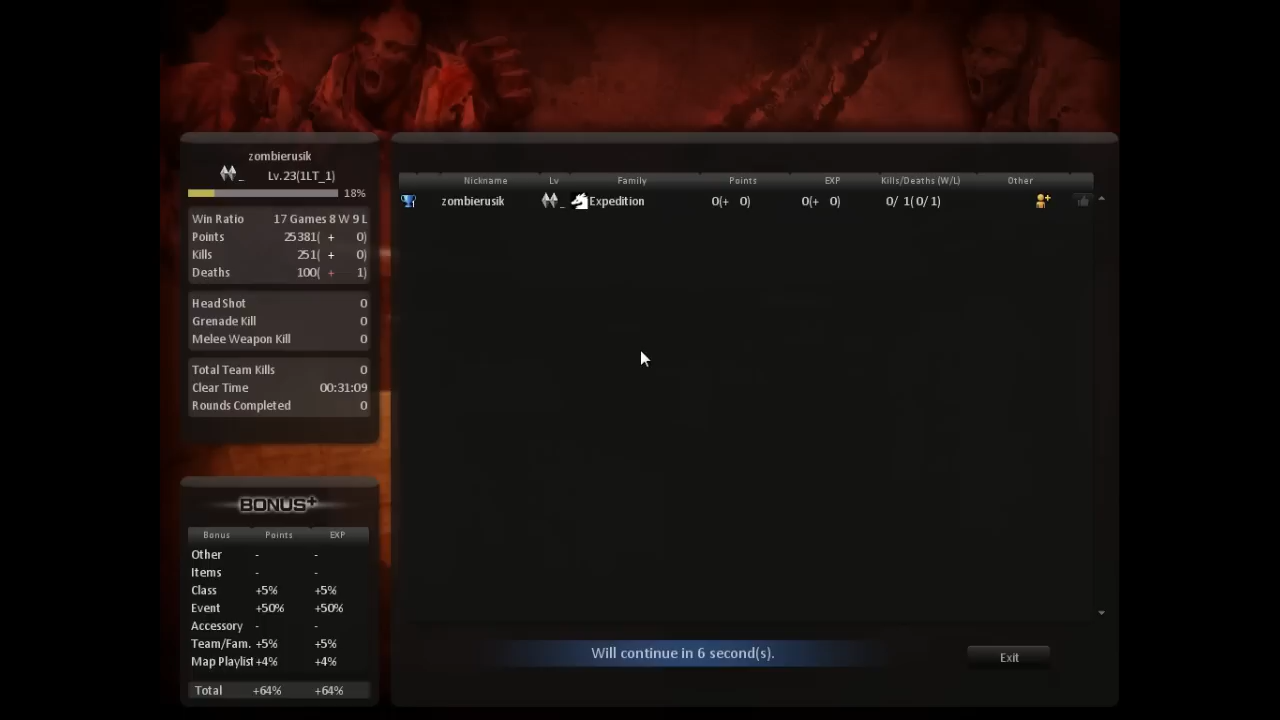 zombierusik
Lv.23(1LT_1)
18%
Win Ratio 17 Games 8 W 9 L
Points 25381( + 0)
Kills 251( + 0)
Deaths 100( + 1)
Head Shot 0
Grenade Kill 0
Melee Weapon Kill 0
Total Team Kills 0
Clear Time 00:31:09
Rounds Completed 0
BONUS+
Bonus Points EXP
Other - -
Items - -
Class +5% +5%
Event +50% +50%
Accessory - -
Team/Fam. +5% +5%
Map Playlist +4% +4%
Total +64% +64%
Nickname Lv Family Points EXP Kills/Deaths (W/L) Other
zombierusik Expedition 0(+ 0) 0(+ 0) 0/ 1( 0/ 1)
Will continue in 6 second(s).
Exit